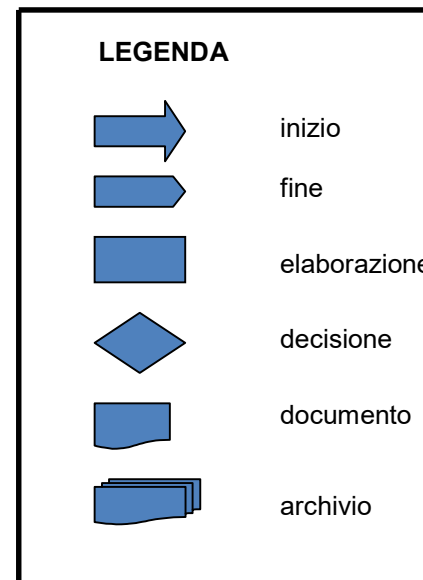 LEGENDA
inizio
fine
elaborazione
decisione
documento
archivio